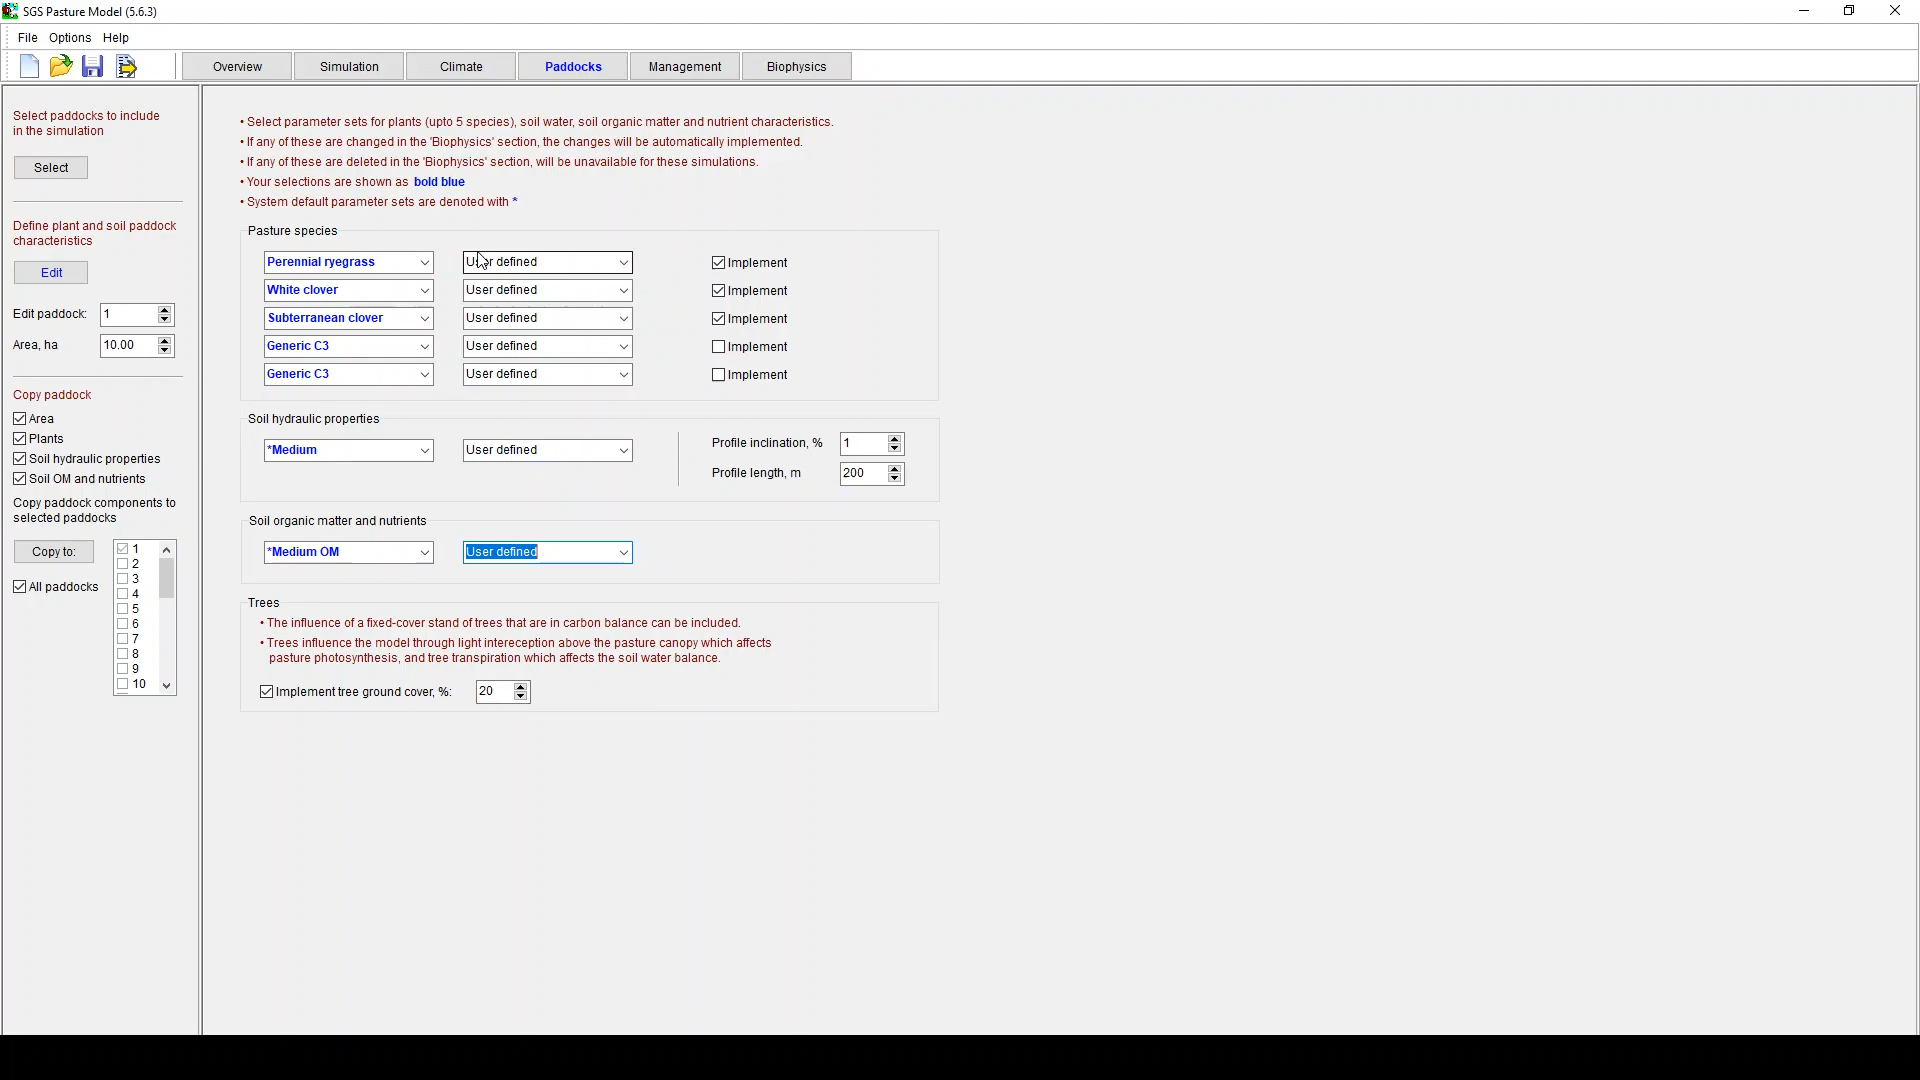 SGS Pasture Model (5.6.3)
File Options Help
Overview Simulation Climate Paddocks Management Biophysics
Select paddocks to include
in the simulation
Select
Define plant and soil paddock
characteristics
Edit
Edit paddock: 1
Area, ha 10.00
Copy paddock
Area
Plants
Soil hydraulic properties
Soil OM and nutrients
Copy paddock components to
selected paddocks
Copy to:
All paddocks
1
2
3
4
5
6
7
8
9
10
• Select parameter sets for plants (upto 5 species), soil water, soil organic matter and nutrient characteristics.
• If any of these are changed in the 'Biophysics' section, the changes will be automatically implemented.
• If any of these are deleted in the 'Biophysics' section, will be unavailable for these simulations.
• Your selections are shown as bold blue
• System default parameter sets are denoted with *
Pasture species
Perennial ryegrass User defined Implement
White clover User defined Implement
Subterranean clover User defined Implement
Generic C3 User defined Implement
Generic C3 User defined Implement
Soil hydraulic properties
*Medium User defined
Profile inclination, % 1
Profile length, m 200
Soil organic matter and nutrients
*Medium OM User defined
Trees
• The influence of a fixed-cover stand of trees that are in carbon balance can be included.
• Trees influence the model through light intereception above the pasture canopy which affects
pasture photosynthesis, and tree transpiration which affects the soil water balance.
Implement tree ground cover, %: 20